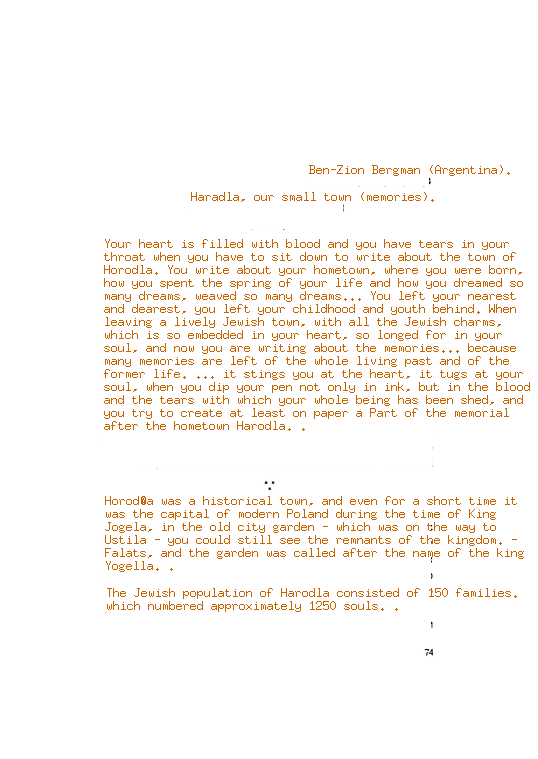 Ben-Zion Bergman (Argentina).
Haradla, our small town (memories).
Your heart is filled with blood and you have tears in your
throat when you have to sit down to write about the town of
Horodla. You write about your hometown, where you were born,
how you spent the spring of your life and how you dreamed so
many dreams, weaved so many dreams... You left your nearest
and dearest, you left your childhood and youth behind. When
leaving a lively Jewish town, with all the Jewish charms,
which is so embedded in your heart, so longed for in your
soul, and now you are writing about the memories... because
many memories are left of the whole living past and of the
former life. ... it stings you at the heart, it tugs at your
soul, when you dip your pen not only in ink, but in the blood
and the tears with which your whole being has been shed, and
you try to create at least on paper a Part of the memorial
after the hometown Harodla. .
was a historical town, and even for a short time it
was the capital of modern Poland during the time of King
Jogela, in the old city garden - which was on the way to
Ustila - you could still see the remnants of the kingdom. -
Falats, and the garden was called after the name of the king
Yogella. .
The Jewish population of Harodla consisted of 150 families.
which numbered approximately 1250 souls. .
74